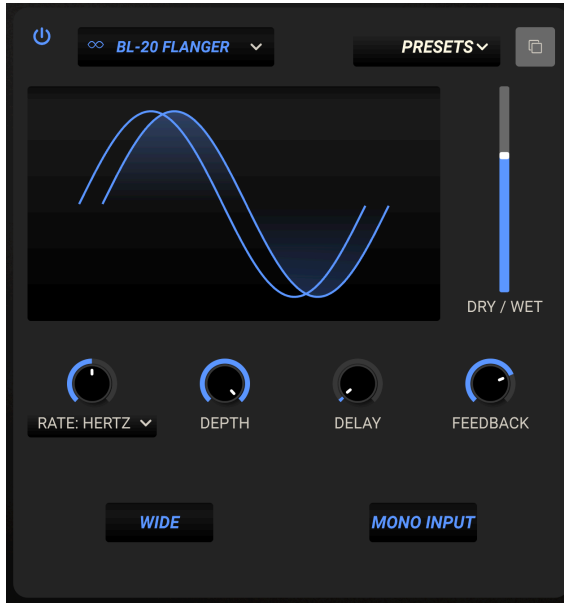 BL-20 FLANGER
PRESETS
DRY / WET
RATE: HERTZ
DEPTH
DELAY
FEEDBACK
WIDE
MONO INPUT